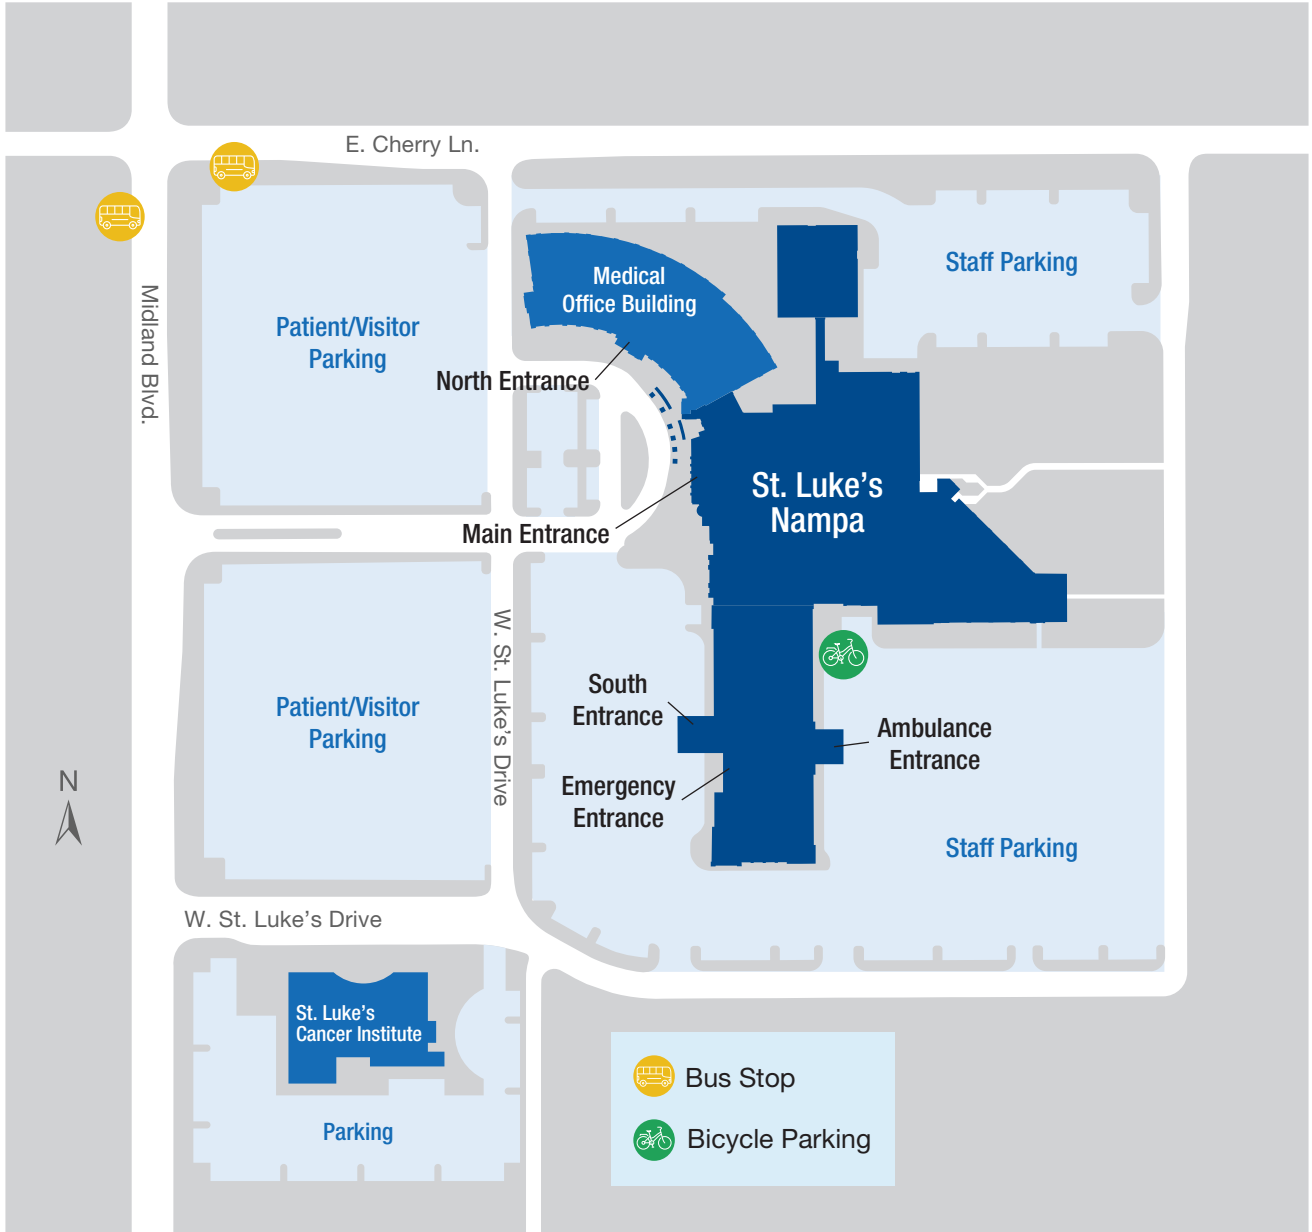 E. Cherry Ln.
Midland Blvd.
Patient/Visitor
Parking
Medical
Office Building
Staff Parking
North Entrance
St. Luke's
Nampa
Main Entrance
W. St. Luke's Drive
Patient/Visitor
Parking
South
Entrance
Ambulance
Entrance
Emergency
Entrance
Staff Parking
N
W. St. Luke's Drive
St. Luke's
Cancer Institute
Parking
Bus Stop
Bicycle Parking